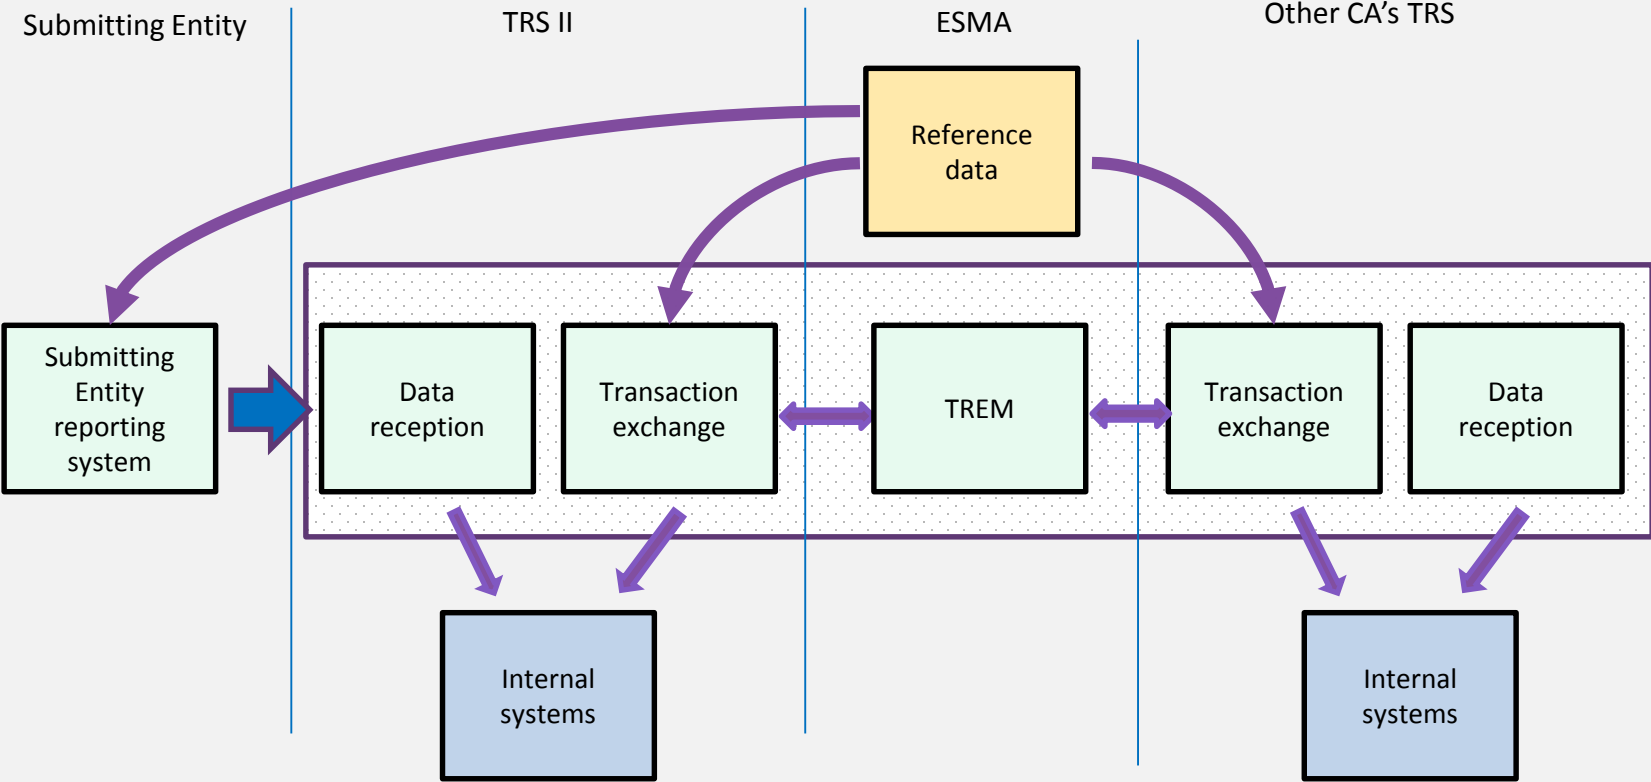 Submitting Entity
TRS II
ESMA
Other CA’s TRS
Reference
data
Submitting
Entity
reporting
system
Data
reception
Transaction
exchange
TREM
Transaction
exchange
Data
reception
Internal
systems
Internal
systems